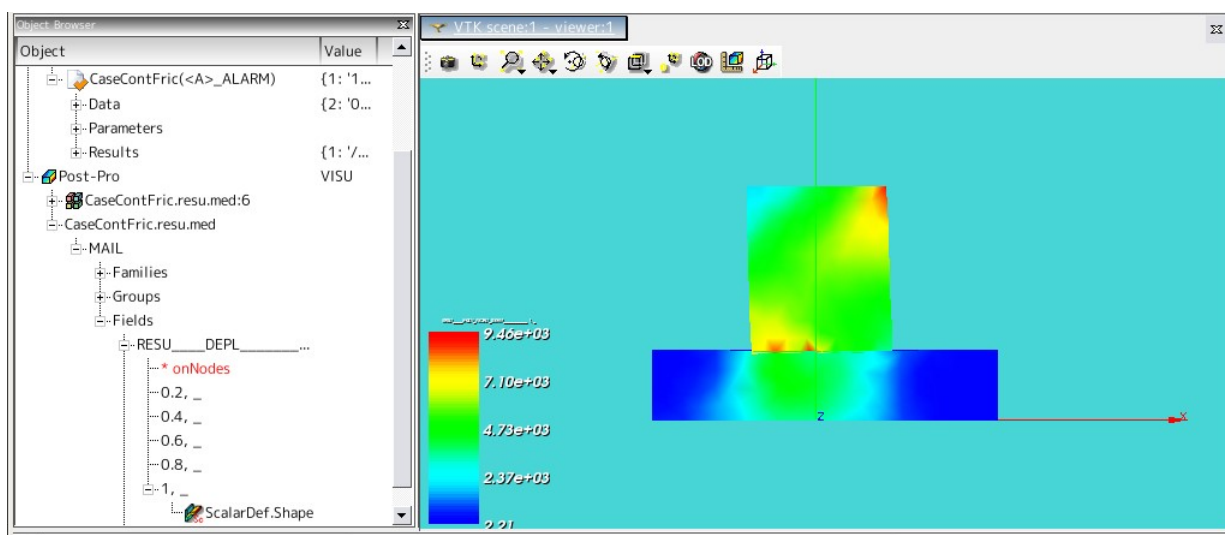 Object Browser
VTK scene:1 - viewer:1
Object Value
CaseContFric(<A>_ALARM) {1: '1...
Data {2: '0...
Parameters
Results {1: '/...
Post-Pro VISU
CaseContFric.resu.med:6
CaseContFric.resu.med
MAIL
Families
Groups
Fields
RESU____DEPL_______...
* onNodes
0.2, _
0.4, _
0.6, _
0.8, _
1, _
ScalarDef.Shape
LOD
9.46e+03
7.10e+03
4.73e+03
2.37e+03
2.21
Z
X